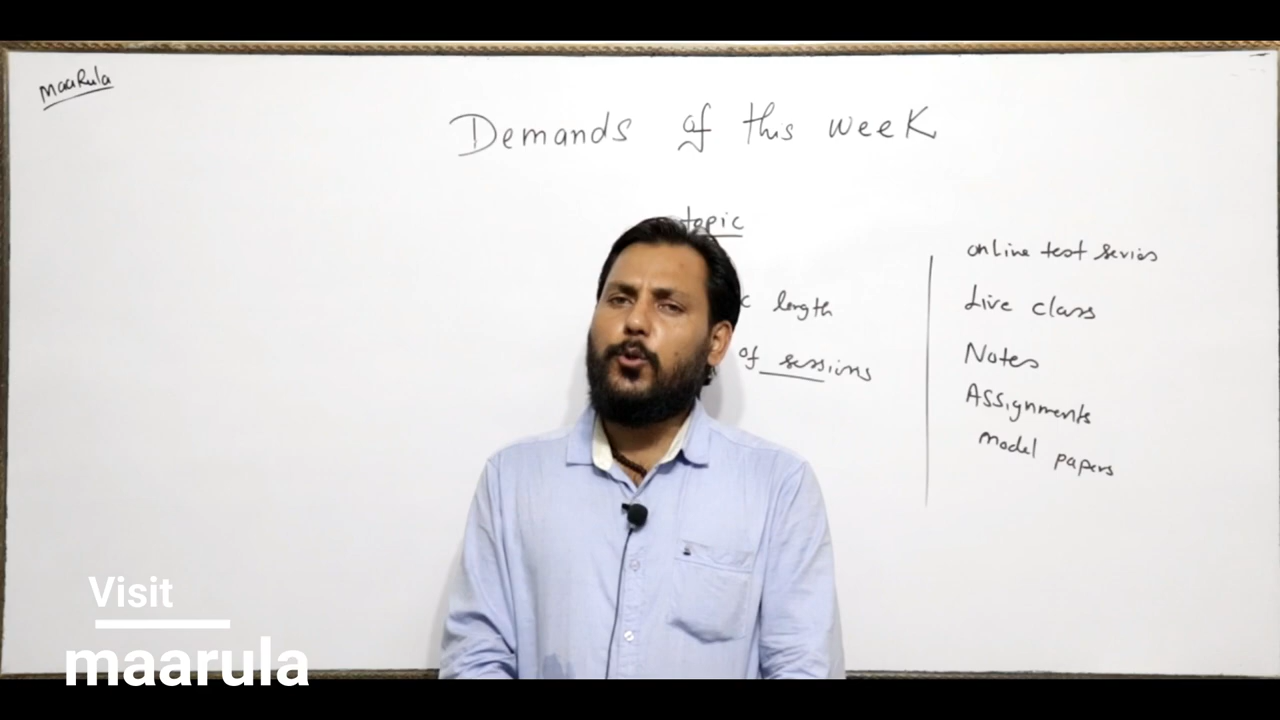 maaRula
Demands of this week
topic
length
of sessions
online test series
Live class
Notes
Assignments
Model papers
Visit
maarula